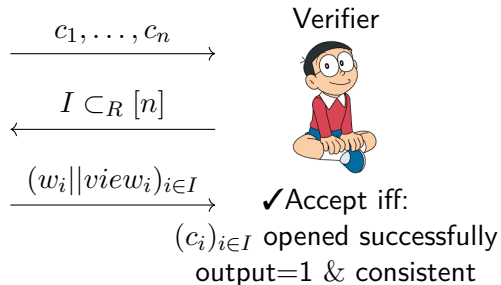 Verifier
c_1, . . . , c_n
I ⊂_R [n]
(w_i||view_i)_{i∈I}
✓Accept iff:
(c_i)_{i∈I} opened successfully
output=1 & consistent